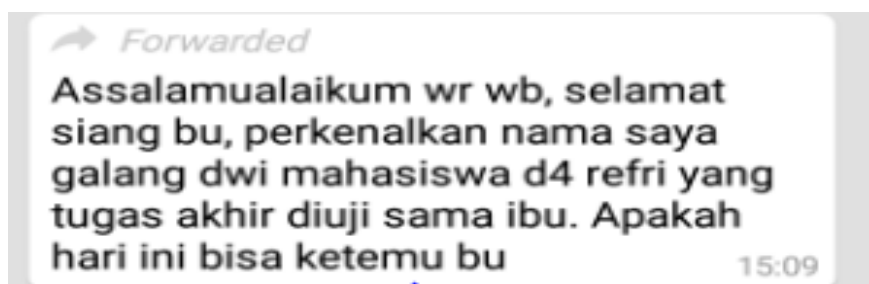 Forwarded
Assalamualaikum wr wb, selamat
siang bu, perkenalkan nama saya
galang dwi mahasiswa d4 refri yang
tugas akhir diuji sama ibu. Apakah
hari ini bisa ketemu bu
15:09